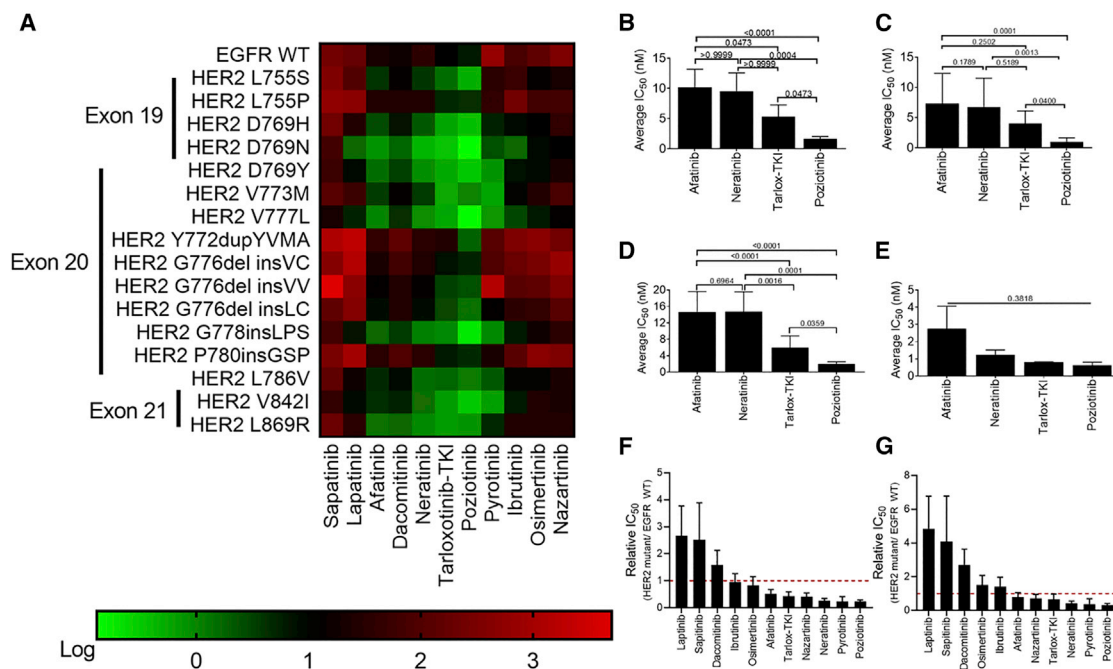 A
EGFR WT
HER2 L755S
HER2 L755P
HER2 D769H
HER2 D769N
HER2 D769Y
HER2 V773M
HER2 V777L
HER2 Y772dupYVMA
HER2 G776del insVC
HER2 G776del insVV
HER2 G776del insLC
HER2 G778insLPS
HER2 P780insGSP
HER2 L786V
HER2 V842I
HER2 L869R
Exon 19
Exon 20
Exon 21
Sapatinib
Lapatinib
Afatinib
Dacomitinib
Neratinib
Tarloxotinib-TKI
Poziotinib
Pyrotinib
Ibrutinib
Osimertinib
Nazartinib
Log
0
1
2
3
B
Average IC50 (nM)
15
10
5
0
<0.0001
0.0473
>0.9999
0.0004
>0.9999
0.0473
Afatinib
Neratinib
Tarlox-TKI
Poziotinib
C
Average IC50 (nM)
15
10
5
0
0.0001
0.2502
0.0013
0.1789
0.5189
0.0400
Afatinib
Neratinib
Tarlox-TKI
Poziotinib
D
Average IC50 (nM)
20
16
12
8
4
0
<0.0001
<0.0001
0.0001
0.6964
0.0016
0.0359
Afatinib
Neratinib
Tarlox-TKI
Poziotinib
E
Average IC50 (nM)
5
4
3
2
1
0
0.3818
Afatinib
Neratinib
Tarlox-TKI
Poziotinib
F
Relative IC50
(HER2 mutant/ EGFR WT)
5
4
3
2
1
0
Laptinib
Sapitinib
Dacomitinib
Ibrutinib
Osimertinib
Afatinib
Tarlox-TKI
Nazartinib
Neratinib
Pyrotinib
Poziotinib
G
Relative IC50
(HER2 mutant/ EGFR WT)
8
6
4
2
1
0
Laptinib
Sapitinib
Dacomitinib
Osimertinib
Ibrutinib
Afatinib
Nazartinib
Tarlox-TKI
Neratinib
Pyrotinib
Poziotinib